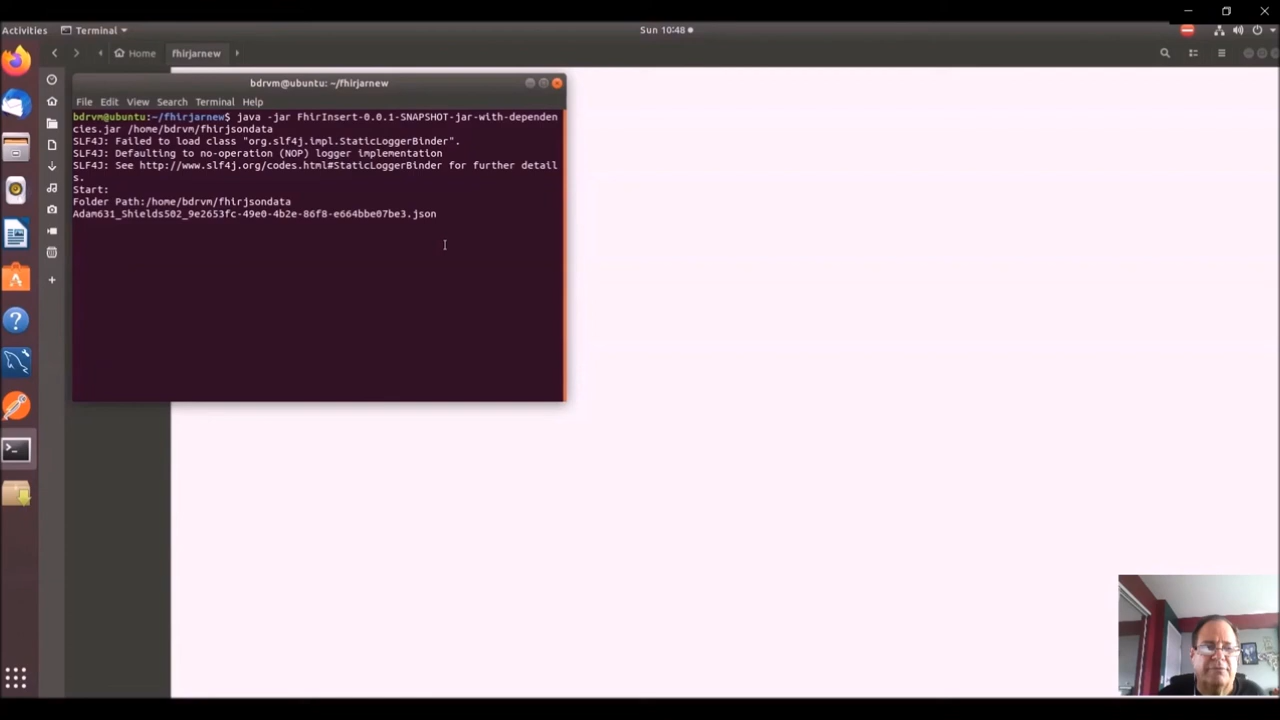 Activities
Terminal
Sun 10:48
Home
fhirjarnew
bdrvm@ubuntu: ~/fhirjarnew
File Edit View Search Terminal Help
bdrvm@ubuntu:~/fhirjarnew$ java -jar FhirInsert-0.0.1-SNAPSHOT-jar-with-dependen
cies.jar /home/bdrvm/fhirjsondata
SLF4J: Failed to load class "org.slf4j.impl.StaticLoggerBinder".
SLF4J: Defaulting to no-operation (NOP) logger implementation
SLF4J: See http://www.slf4j.org/codes.html#StaticLoggerBinder for further detail
s.
Start:
Folder Path:/home/bdrvm/fhirjsondata
Adam631_Shields502_9e2653fc-49e0-4b2e-86f8-e664bbe07be3.json